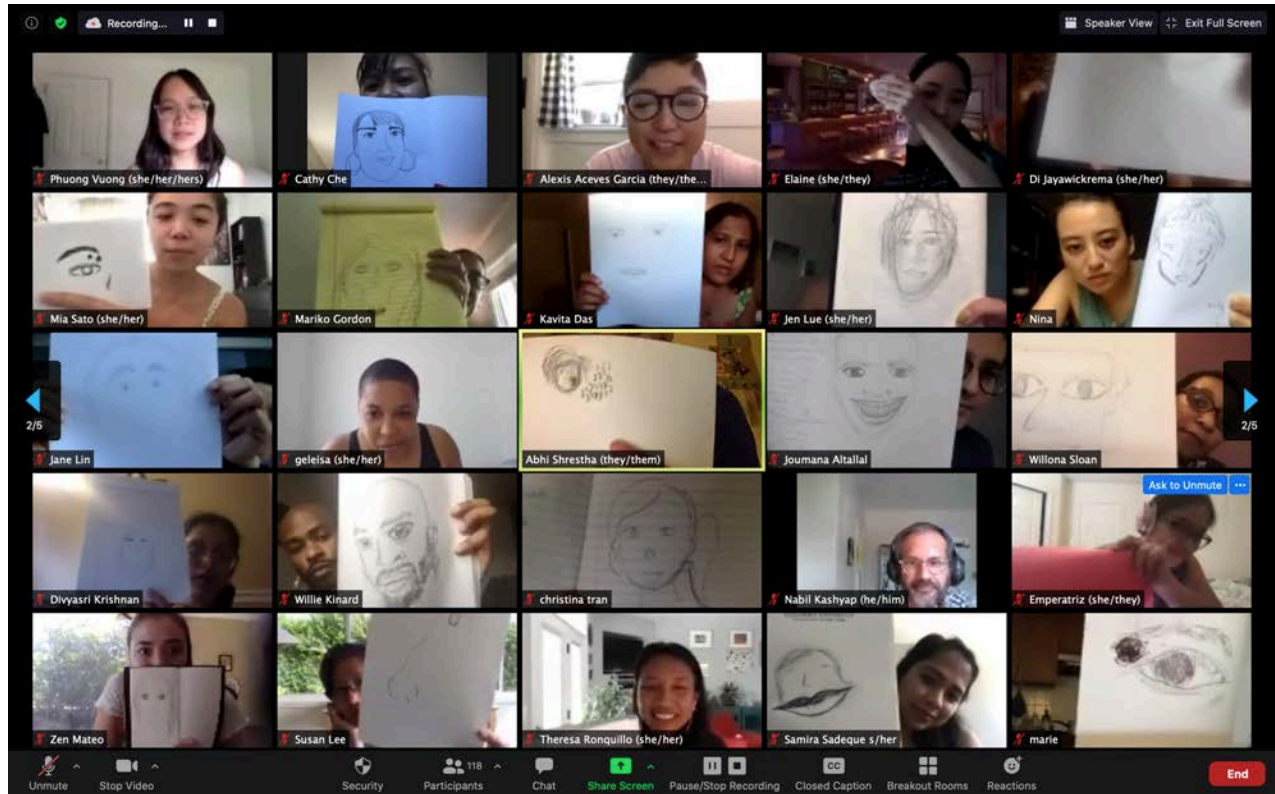 Recording...
Speaker View
Exit Full Screen
Phuong Vuong (she/her/hers)
Cathy Che
Alexis Aceves Garcia (they/the...
Elaine (she/they)
Di Jayawickrema (she/her)
Mia Sato (she/her)
Mariko Gordon
Kavita Das
Jen Lue (she/her)
Nina
2/5
Jane Lin
geleisa (she/her)
Abhi Shrestha (they/them)
Joumana Altallal
Willona Sloan
2/5
Ask to Unmute
Divyasri Krishnan
Willie Kinard
christina tran
Nabil Kashyap (he/him)
Emperatriz (she/they)
Zen Mateo
Susan Lee
Theresa Ronquillo (she/her)
Samira Sadeque s/her
marie
Unmute
Stop Video
Security
Participants
118
Chat
Share Screen
Pause/Stop Recording
CC
Closed Caption
Breakout Rooms
Reactions
End